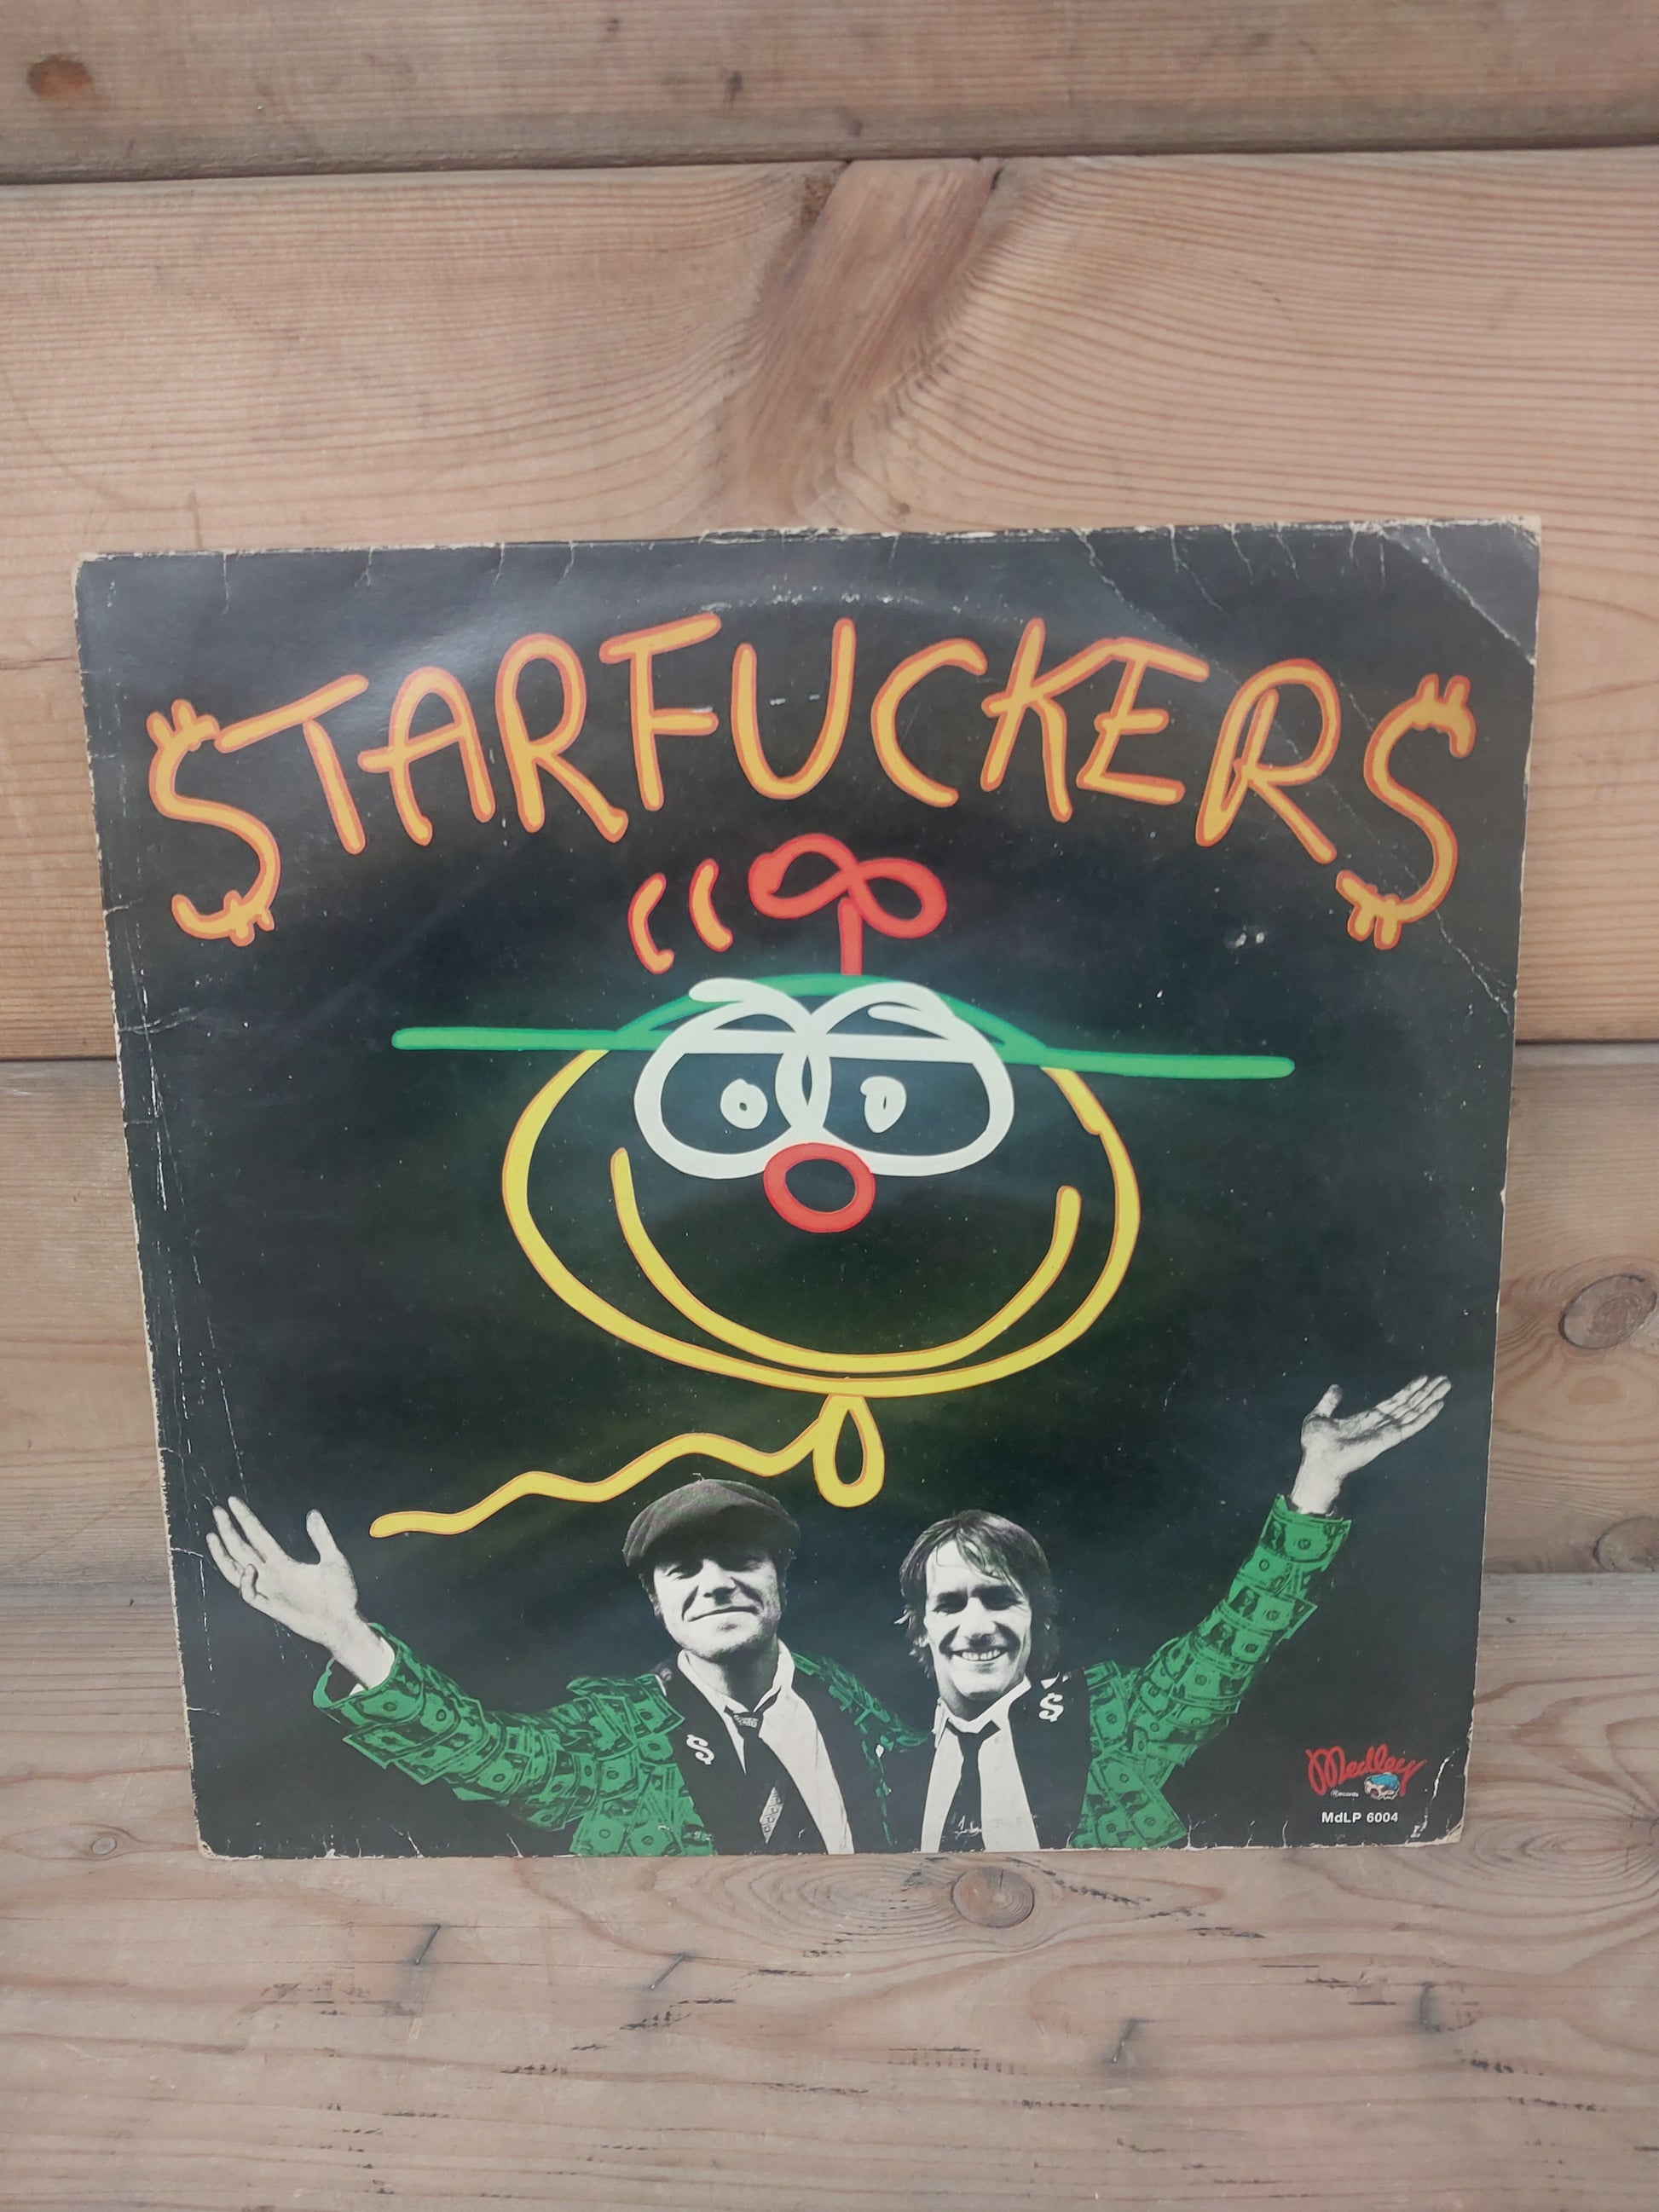 $TARFUCKER$
$ $
Medley
Records
MdLP 6004